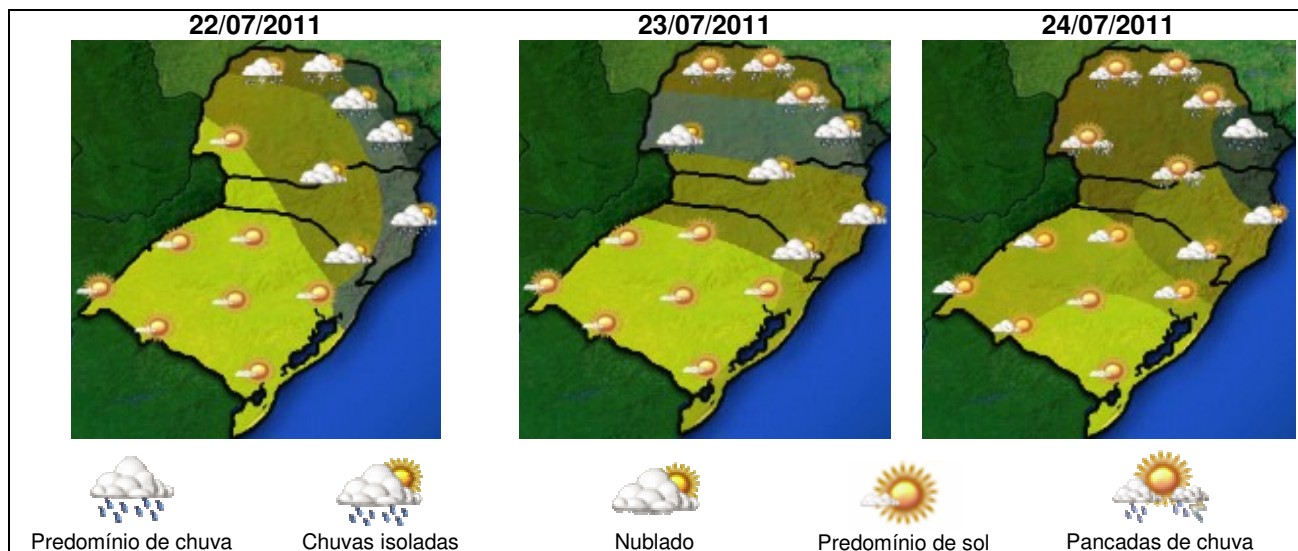 22/07/2011 23/07/2011 24/07/2011
Predomínio de chuva Chuvas isoladas Nublado Predomínio de sol Pancadas de chuva